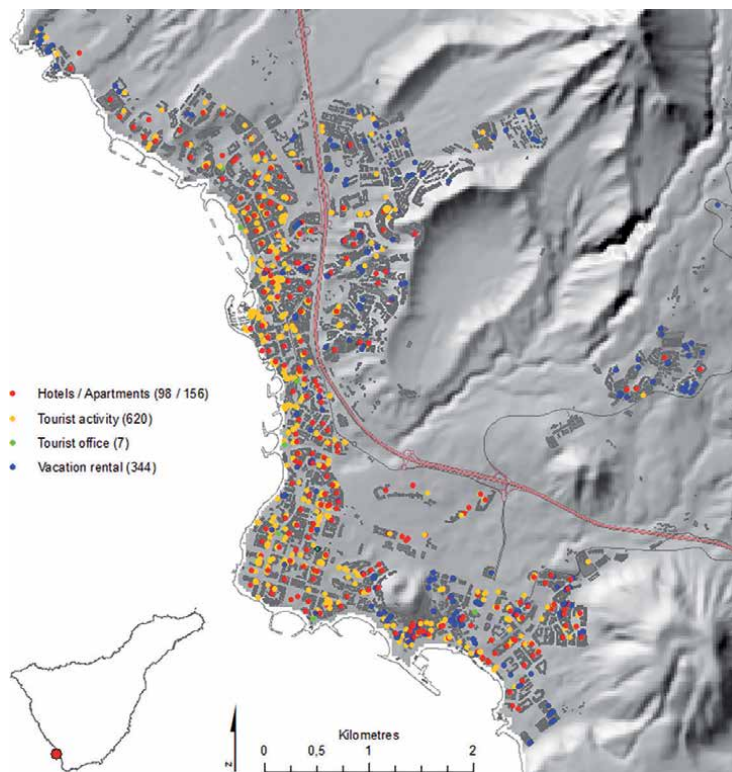 Hotels / Apartments (98 / 156)
Tourist activity (620)
Tourist office (7)
Vacation rental (344)
N
Kilometres
0 0,5 1 2